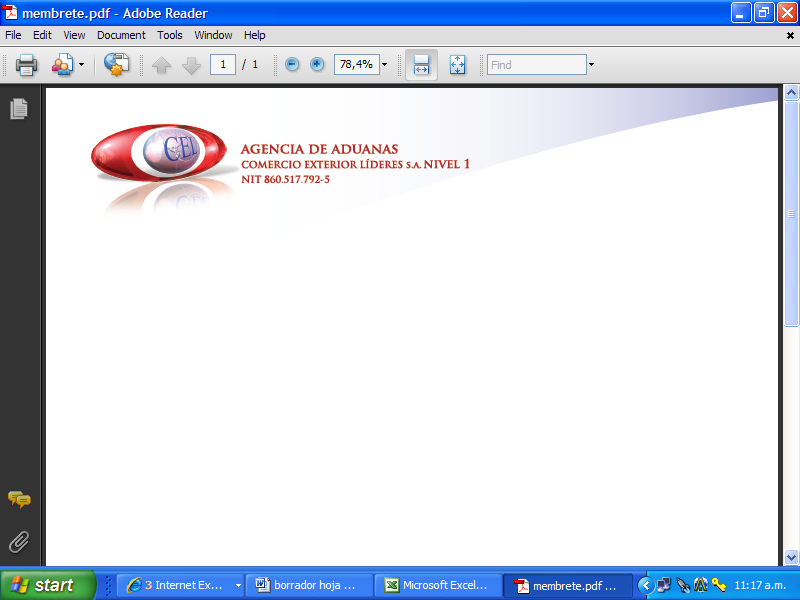 membrete.pdf - Adobe Reader
File Edit View Document Tools Window Help
1 / 1 78,4% Find
CEL
AGENCIA DE ADUANAS
COMERCIO EXTERIOR LÍDERES S.A. NIVEL 1
NIT 860.517.792-5
start 3 Internet Ex... borrador hoja ... Microsoft Excel... membrete.pdf ... 11:17 a.m.